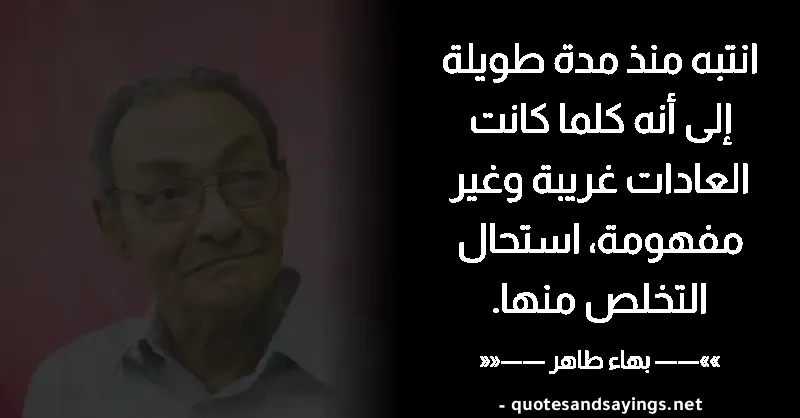 انتبه منذ مدة طويلة
إلى أنه كلما كانت
العادات غريبة وغير
مفهومة، استحال
التخلص منها.
»»—— بهاء طاهر ——««
- quotesandsayings.net